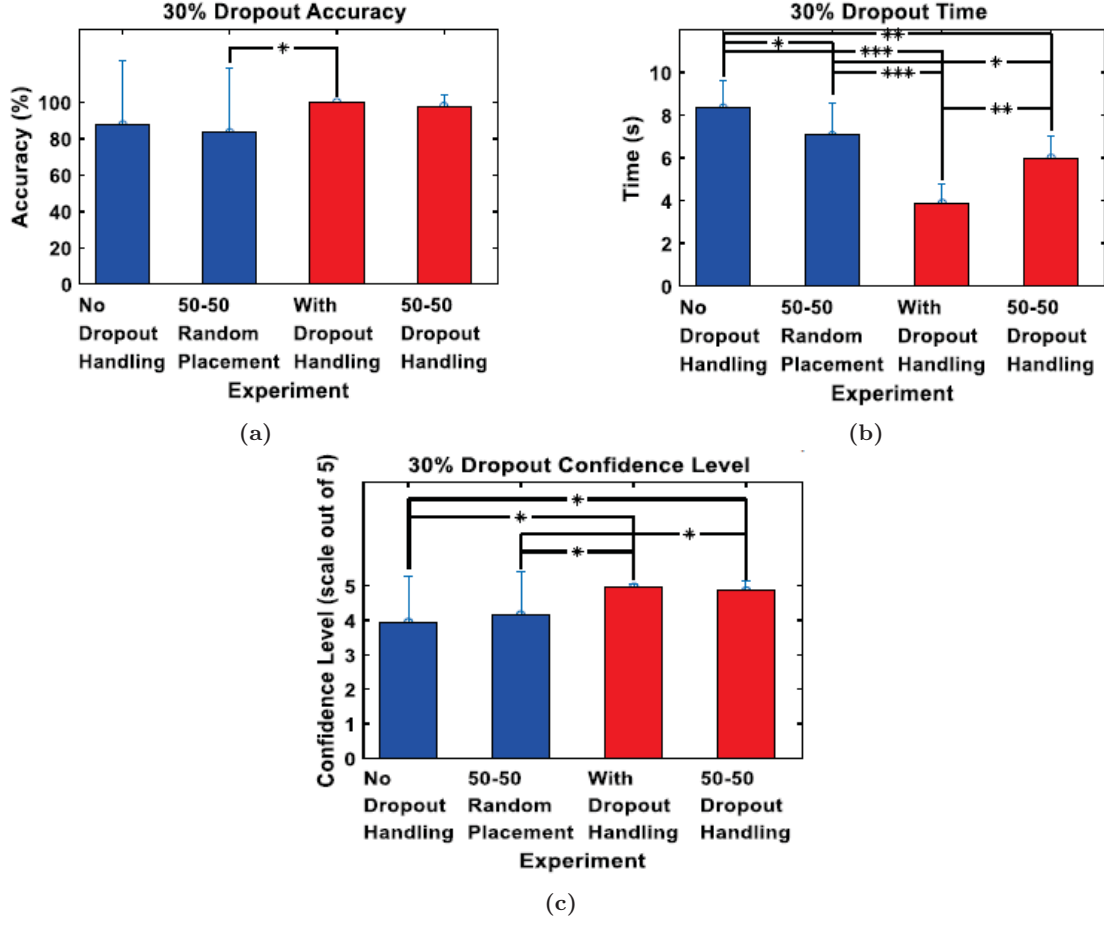 30% Dropout Accuracy
Accuracy (%)
100
80
60
40
20
0
*
No Dropout Handling
50-50 Random Placement
With Dropout Handling
50-50 Dropout Handling
Experiment
(a)
30% Dropout Time
Time (s)
10
8
6
4
2
0
**
*
***
*
***
**
No Dropout Handling
50-50 Random Placement
With Dropout Handling
50-50 Dropout Handling
Experiment
(b)
30% Dropout Confidence Level
Confidence Level (scale out of 5)
5
4
3
2
1
0
*
*
*
*
No Dropout Handling
50-50 Random Placement
With Dropout Handling
50-50 Dropout Handling
Experiment
(c)